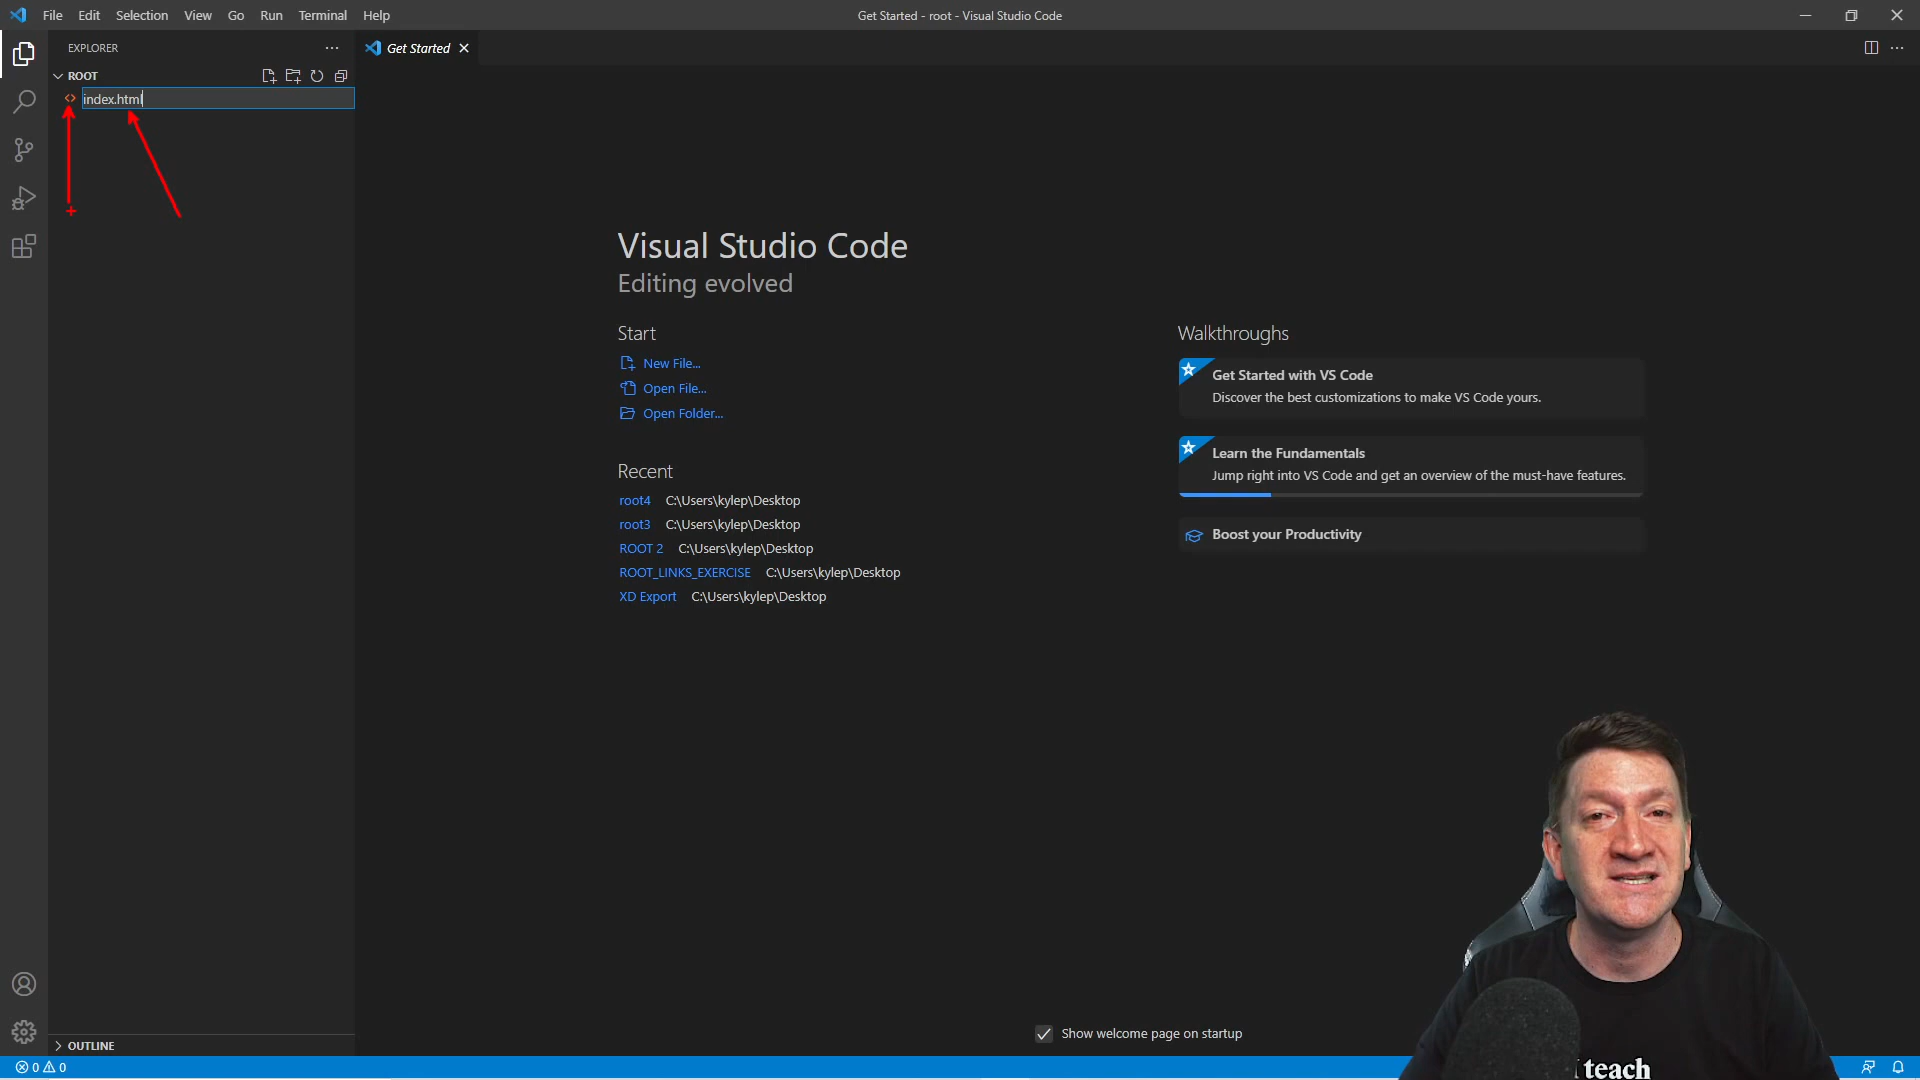 File Edit Selection View Go Run Terminal Help
Get Started - root - Visual Studio Code
EXPLORER
Get Started
ROOT
index.html
Visual Studio Code
Editing evolved
Start
New File...
Open File...
Open Folder...
Recent
root4 C:\Users\kylep\Desktop
root3 C:\Users\kylep\Desktop
ROOT 2 C:\Users\kylep\Desktop
ROOT_LINKS_EXERCISE C:\Users\kylep\Desktop
XD Export C:\Users\kylep\Desktop
Walkthroughs
Get Started with VS Code
Discover the best customizations to make VS Code yours.
Learn the Fundamentals
Jump right into VS Code and get an overview of the must-have features.
Boost your Productivity
Show welcome page on startup
OUTLINE
0 0
teach